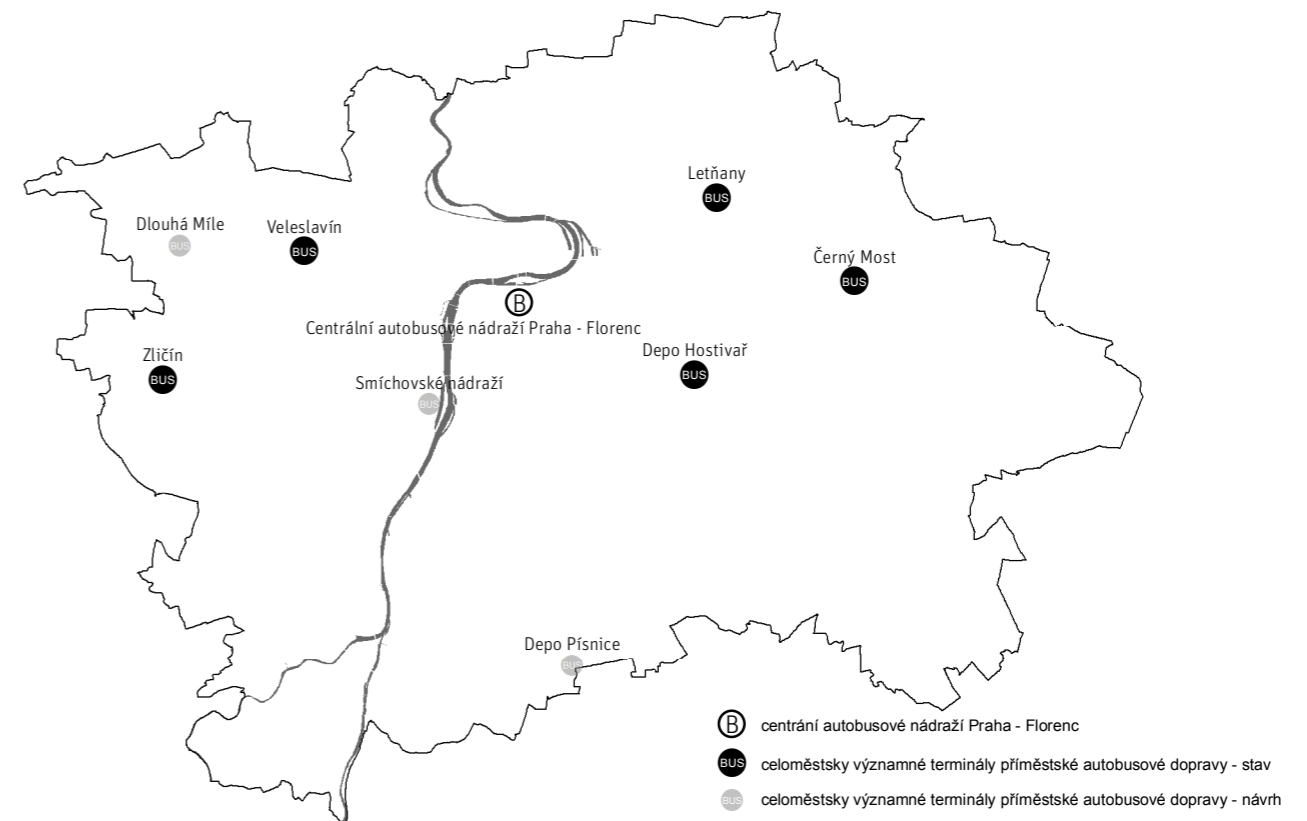 Letňany
BUS
Dlouhá Míle
BUS
Veleslavín
BUS
Černý Most
BUS
B
Centrální autobusové nádraží Praha - Florenc
Zličín
BUS
Depo Hostivař
BUS
Smíchovské nádraží
BUS
Depo Písnice
BUS
B centrání autobusové nádraží Praha - Florenc
BUS celoměstsky významné terminály příměstské autobusové dopravy - stav
BUS celoměstsky významné terminály příměstské autobusové dopravy - návrh